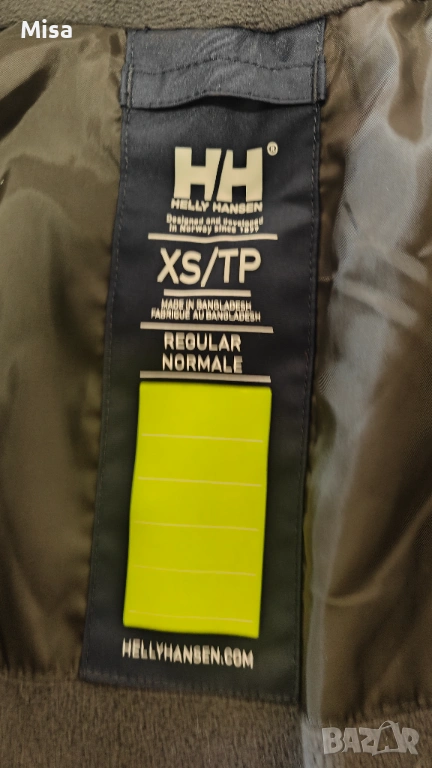 Misa
HH®
HELLY HANSEN
Designed and Developed
in Norway since 1877
XS/TP
MADE IN BANGLADESH
FABRIQUE AU BANGLADESH
REGULAR
NORMALE
HELLYHANSEN.COM
BAZAR